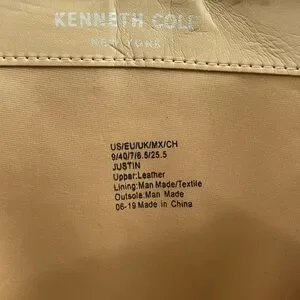 KENNETH COLE
NEW YORK
US/EU/UK/MX/CH
9/40/7/6.5/25.5
JUSTIN
Uppar:Leather
Lining:Man Made/Textile
Outsole:Man Made
06-19 Made in China